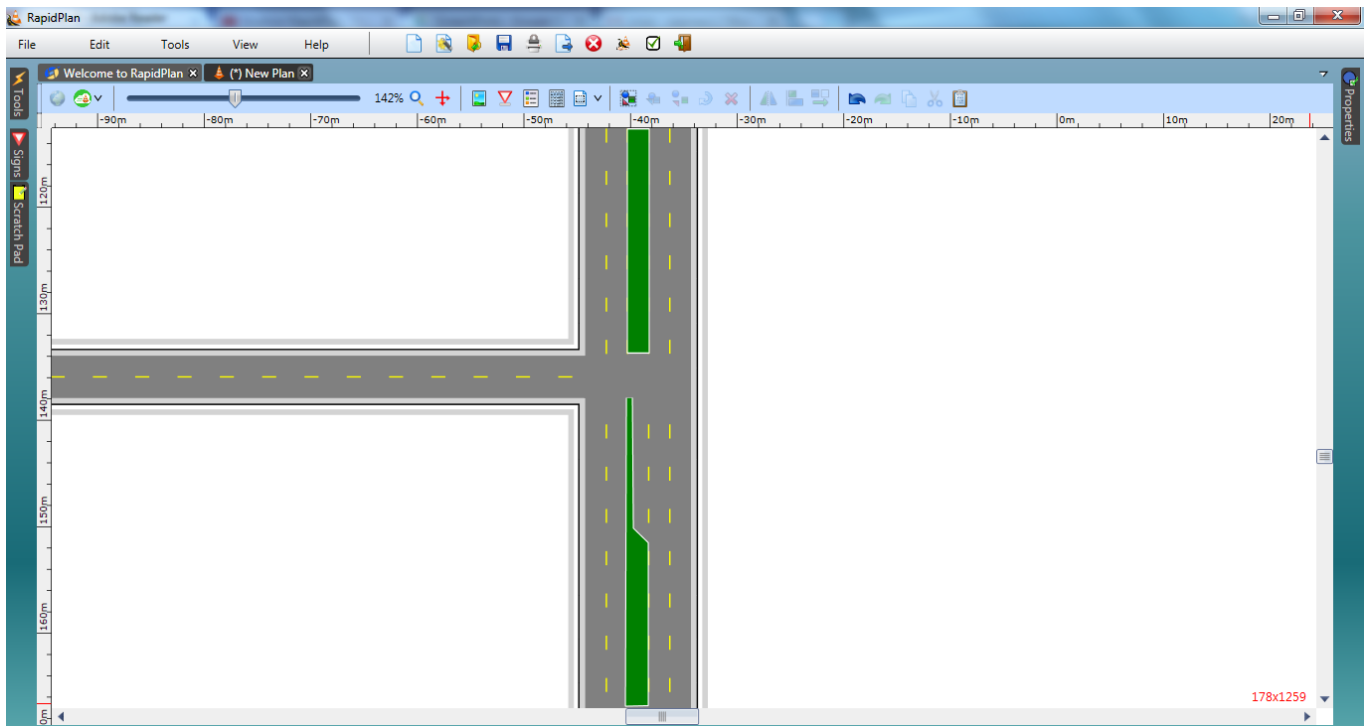 RapidPlan
File Edit Tools View Help
Welcome to RapidPlan (*) New Plan
142%
-90m -80m -70m -60m -50m -40m -30m -20m -10m 0m 10m 20m
Tools
Signs
Scratch Pad
Properties
120m
130m
140m
150m
160m
0m
178x1259